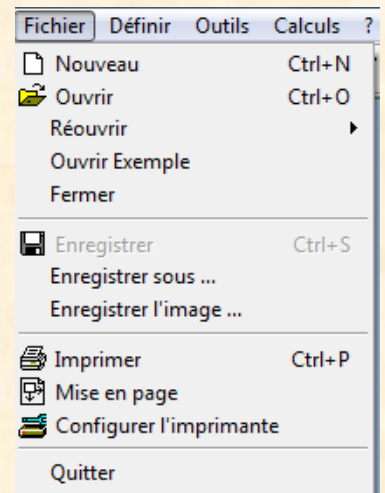 Fichier Définir Outils Calculs ?
Nouveau Ctrl+N
Ouvrir Ctrl+O
Réouvrir
Ouvrir Exemple
Fermer
Enregistrer Ctrl+S
Enregistrer sous ...
Enregistrer l'image ...
Imprimer Ctrl+P
Mise en page
Configurer l'imprimante
Quitter